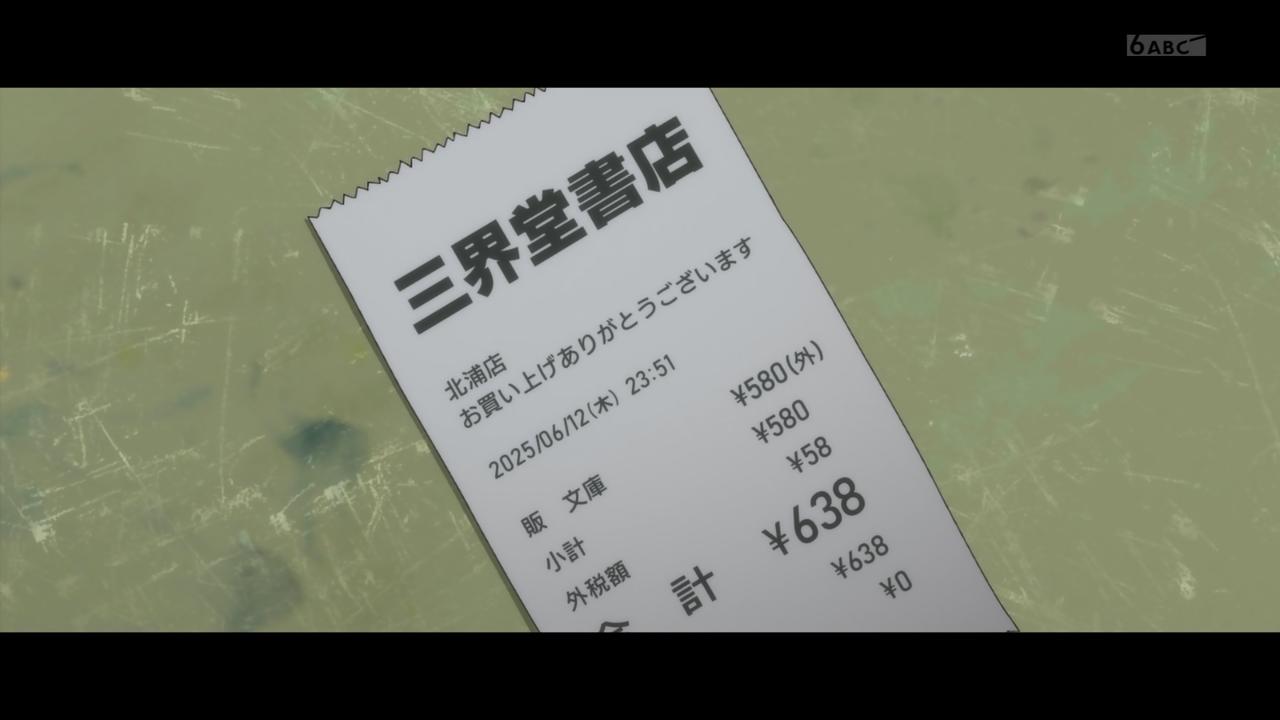 6ABC
三界堂書店
北浦店
お買い上げありがとうございます
2025/06/12(木) 23:51
販 文庫 ¥580(外)
小計 ¥580
外税額 ¥58
合計 ¥638
¥638
¥0